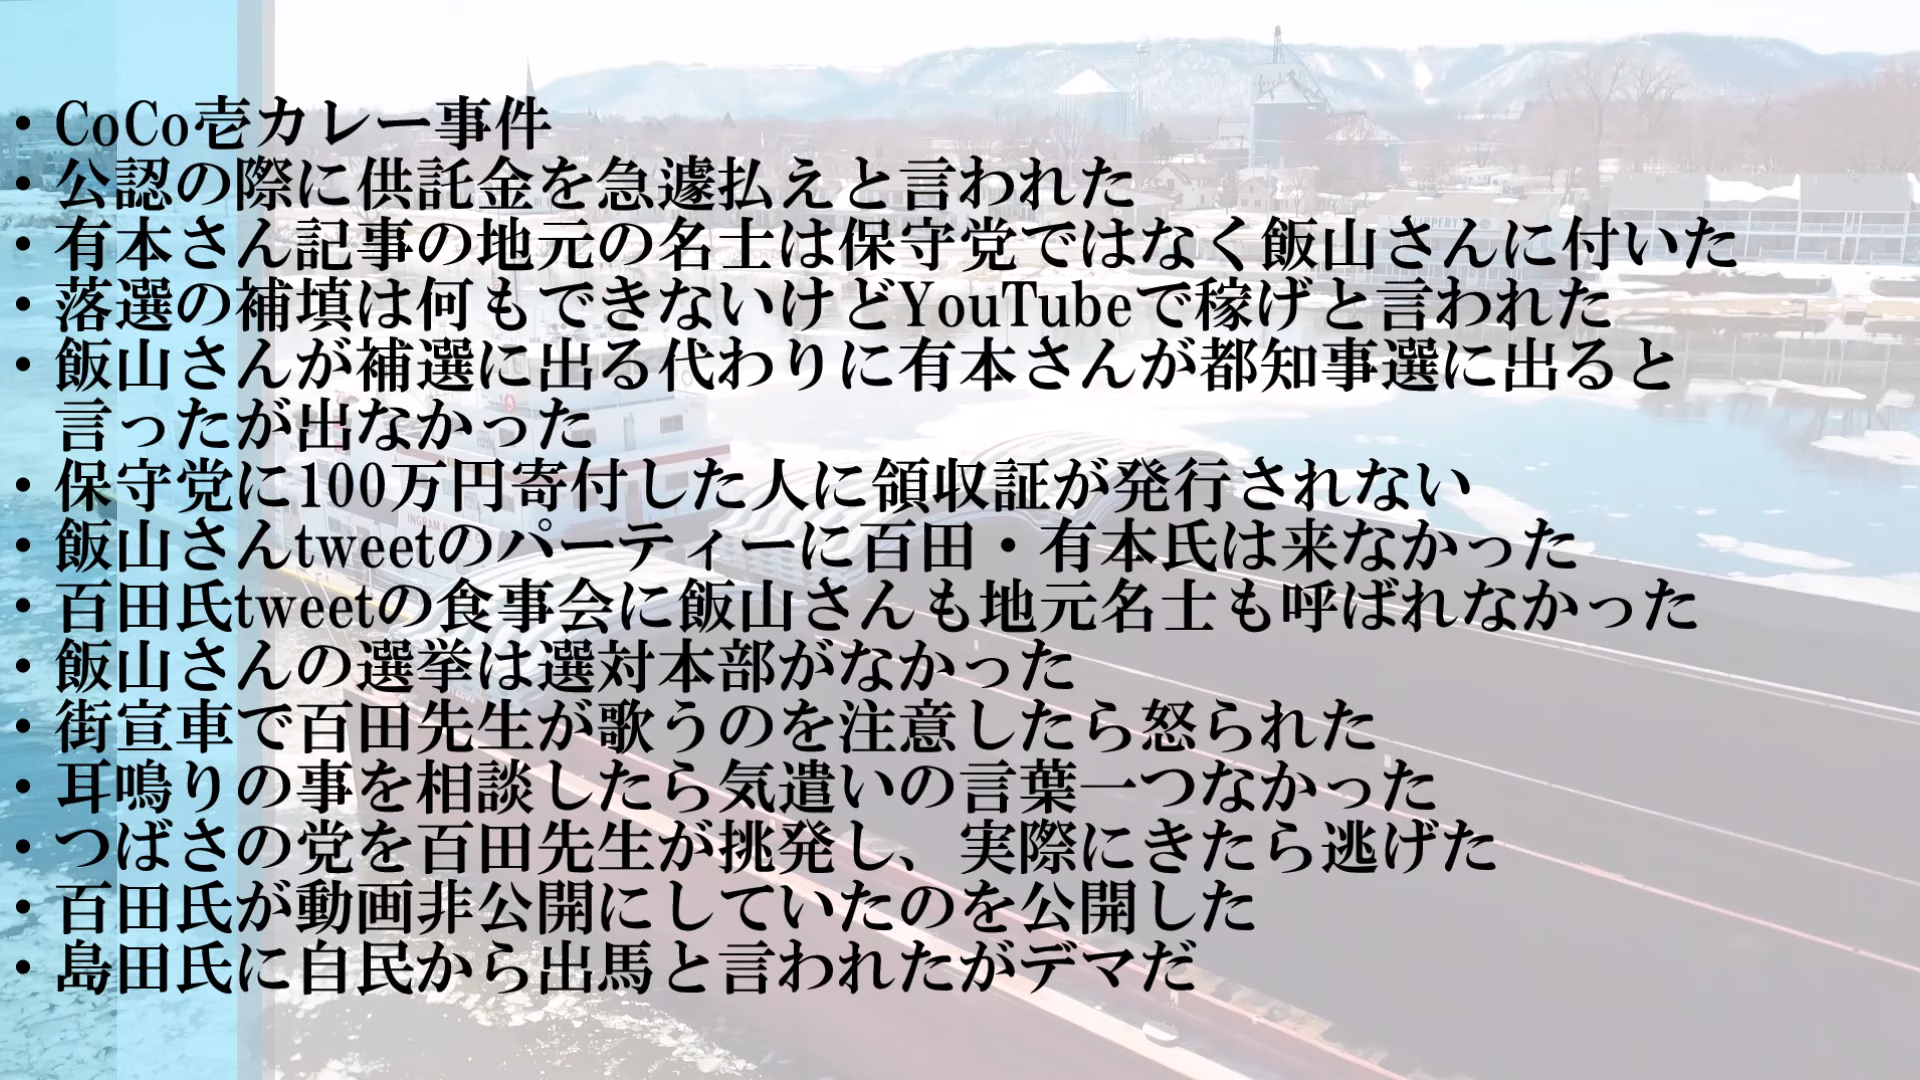 ・CoCo壱カレー事件
・公認の際に供託金を急遽払えと言われた
・有本さん記事の地元の名士は保守党ではなく飯山さんに付いた
・落選の補填は何もできないけどYouTubeで稼げと言われた
・飯山さんが補選に出る代わりに有本さんが都知事選に出ると
言ったが出なかった
・保守党に100万円寄付した人に領収証が発行されない
・飯山さんtweetのパーティーに百田・有本氏は来なかった
・百田氏tweetの食事会に飯山さんも地元名士も呼ばれなかった
・飯山さんの選挙は選対本部がなかった
・街宣車で百田先生が歌うのを注意したら怒られた
・耳鳴りの事を相談したら気遣いの言葉一つなかった
・つばさの党を百田先生が挑発し、実際にきたら逃げた
・百田氏が動画非公開にしていたのを公開した
・島田氏に自民から出馬と言われたがデマだ